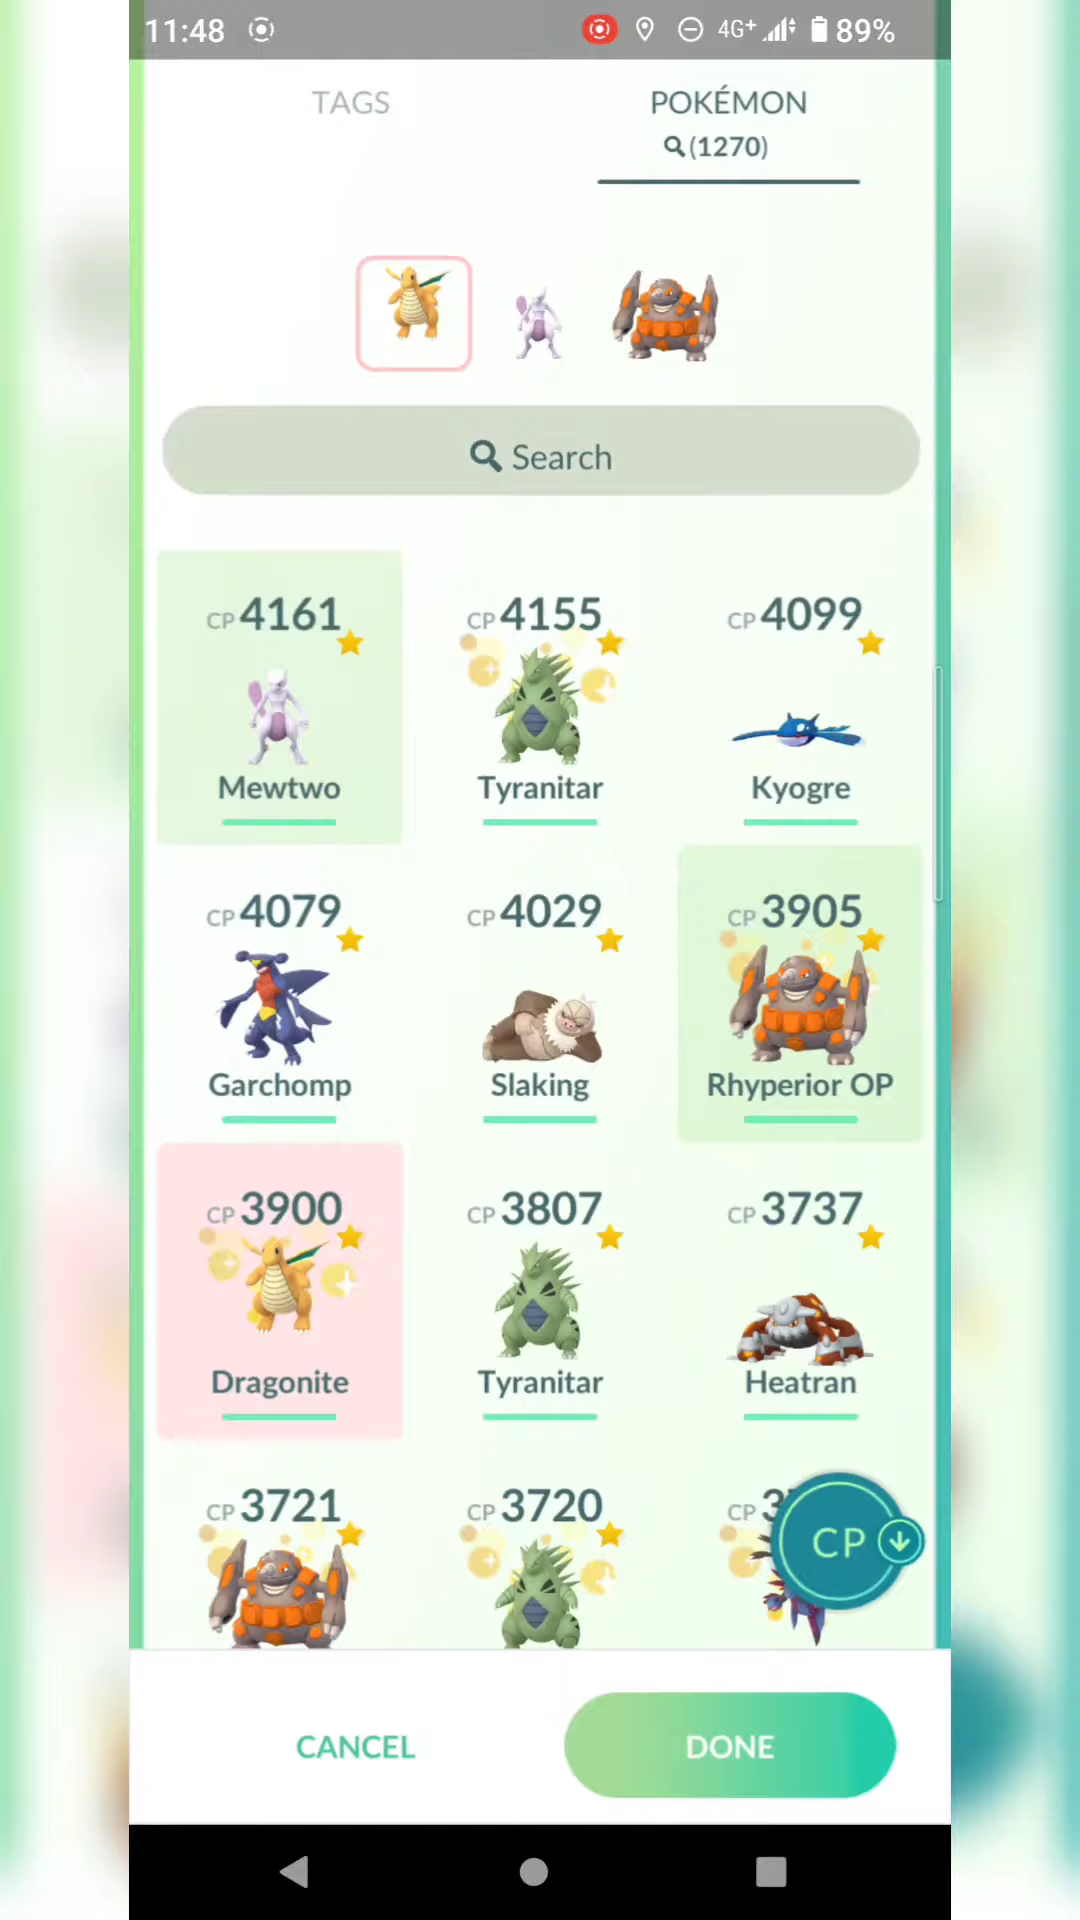 11:48 4G+ 89%
TAGS POKÉMON
(1270)
Search
CP 4161 CP 4155 CP 4099
Mewtwo Tyranitar Kyogre
CP 4079 CP 4029 CP 3905
Garchomp Slaking Rhyperior OP
CP 3900 CP 3807 CP 3737
Dragonite Tyranitar Heatran
CP 3721 CP 3720 CP
CP
CANCEL DONE